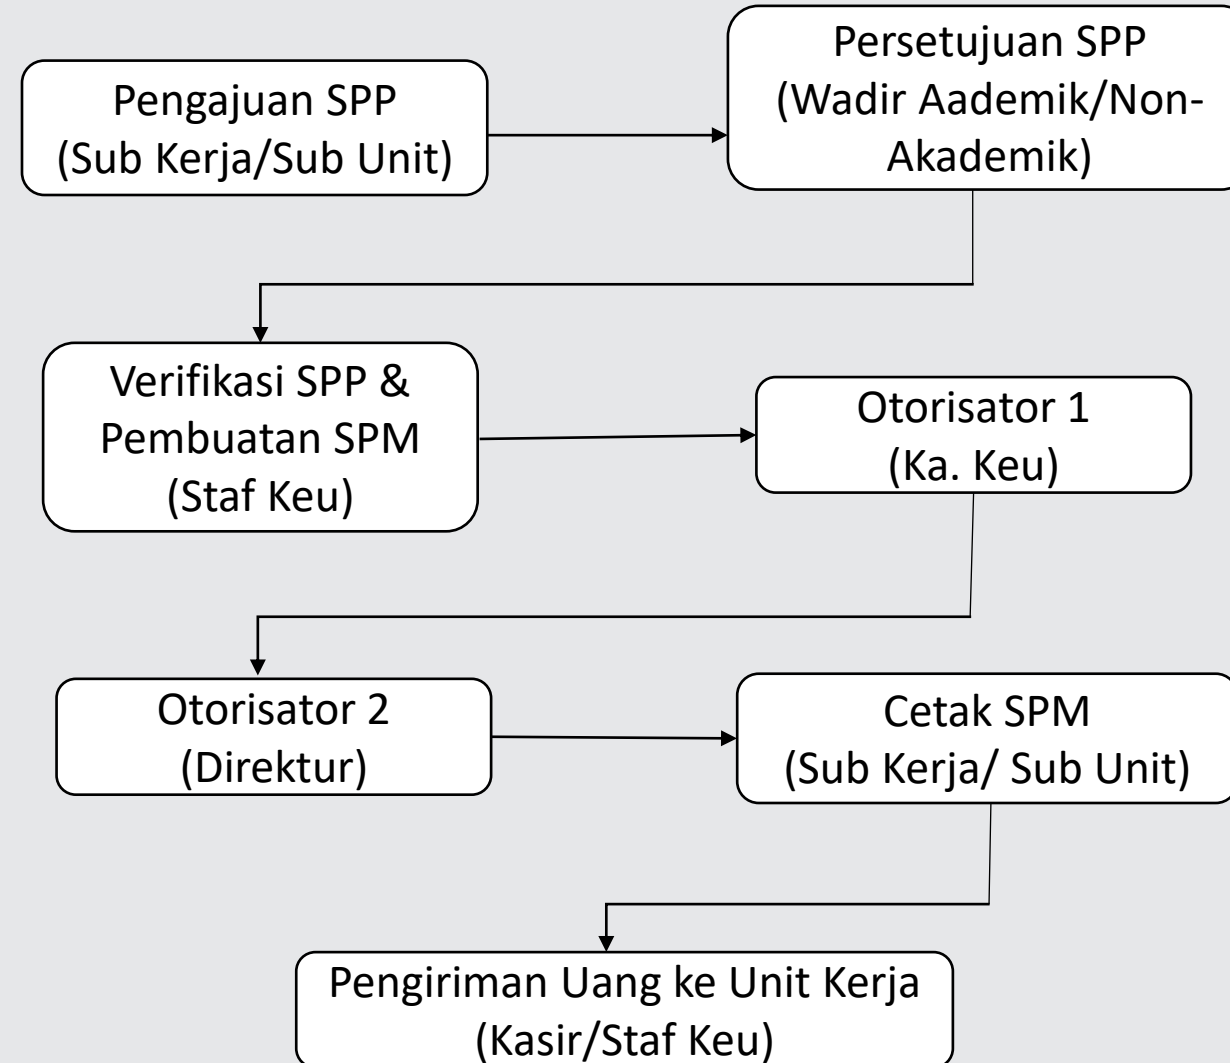 Pengajuan SPP
(Sub Kerja/Sub Unit)
Persetujuan SPP
(Wadir Aademik/Non-
Akademik)
Verifikasi SPP &
Pembuatan SPM
(Staf Keu)
Otorisator 1
(Ka. Keu)
Otorisator 2
(Direktur)
Cetak SPM
(Sub Kerja/ Sub Unit)
Pengiriman Uang ke Unit Kerja
(Kasir/Staf Keu)